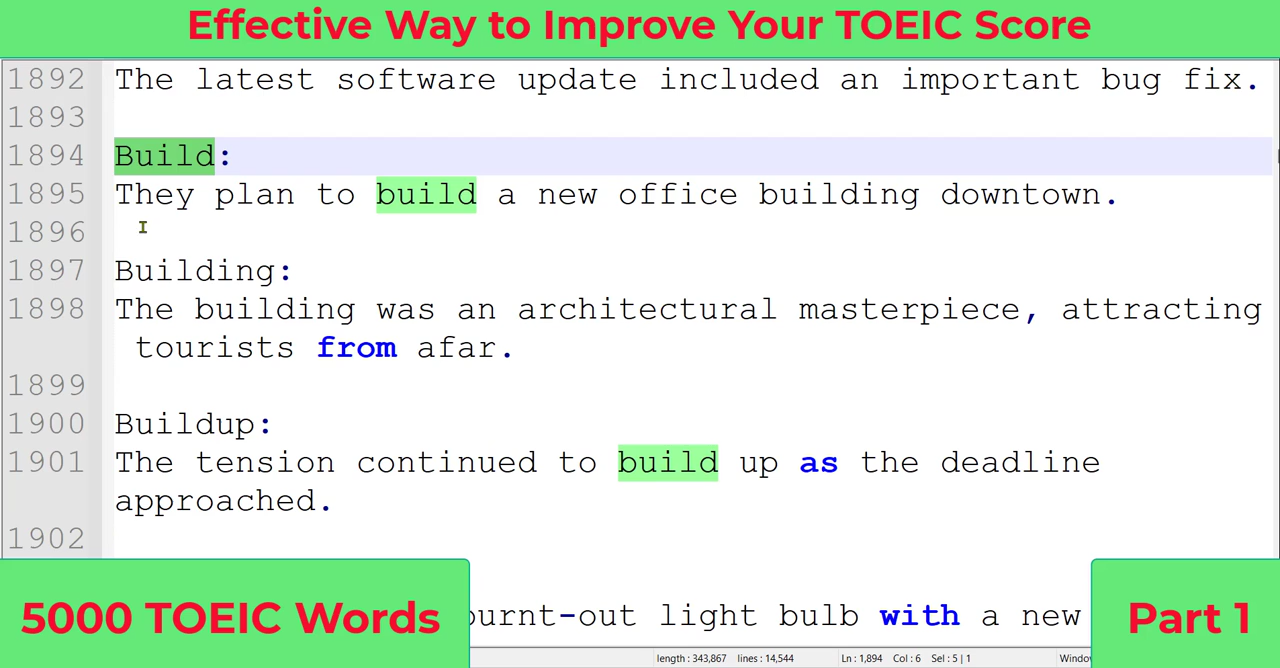 Effective Way to Improve Your TOEIC Score
1892 The latest software update included an important bug fix.
1893
1894 Build:
1895 They plan to build a new office building downtown.
1896
1897 Building:
1898 The building was an architectural masterpiece, attracting
tourists from afar.
1899
1900 Buildup:
1901 The tension continued to build up as the deadline
approached.
1902
burnt-out light bulb with a new
5000 TOEIC Words
Part 1
length : 343,867 lines : 14,544 Ln : 1,894 Col : 6 Sel : 5 | 1